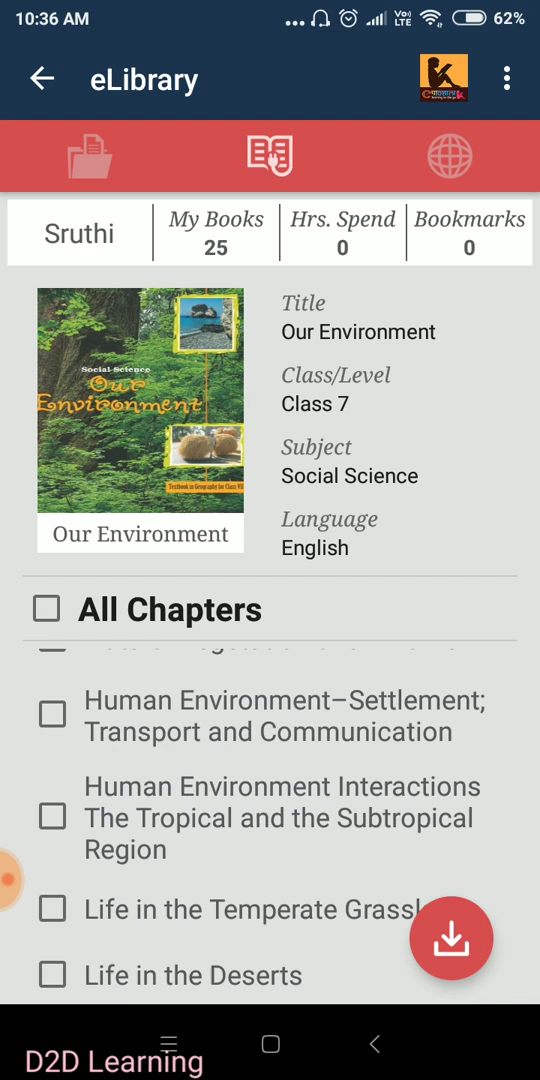 10:36 AM
Vo)) LTE
62%
eLibrary
Sruthi
My Books
25
Hrs. Spend
0
Bookmarks
0
Social Science
Our
Environment
Textbook in Geography for Class VII
Our Environment
Title
Our Environment
Class/Level
Class 7
Subject
Social Science
Language
English
All Chapters
Human Environment–Settlement;
Transport and Communication
Human Environment Interactions
The Tropical and the Subtropical
Region
Life in the Temperate
Life in the Deserts
D2D Learning